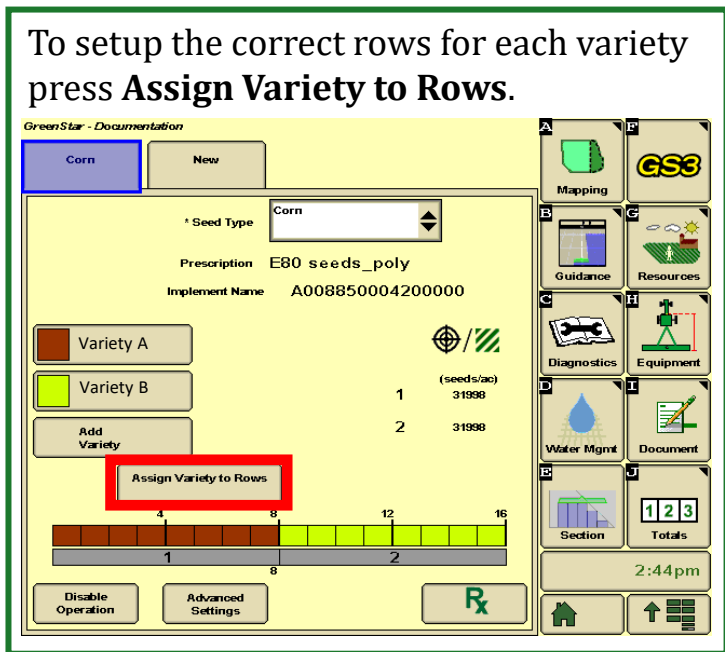 To setup the correct rows for each variety
press Assign Variety to Rows.
GreenStar - Documentation
Corn
New
* Seed Type
Corn
Prescription
E80 seeds_poly
Implement Name
A008850004200000
Variety A
Variety B
(seeds/ac)
1
31998
Add
Variety
2
31998
Assign Variety to Rows
4
8
12
16
1
2
8
Disable
Operation
Advanced
Settings
Rx
A
Mapping
F
GS3
B
Guidance
G
Resources
C
Diagnostics
H
Equipment
D
Water Mgmt
I
Document
E
Section
J
1 2 3
Totals
2:44pm